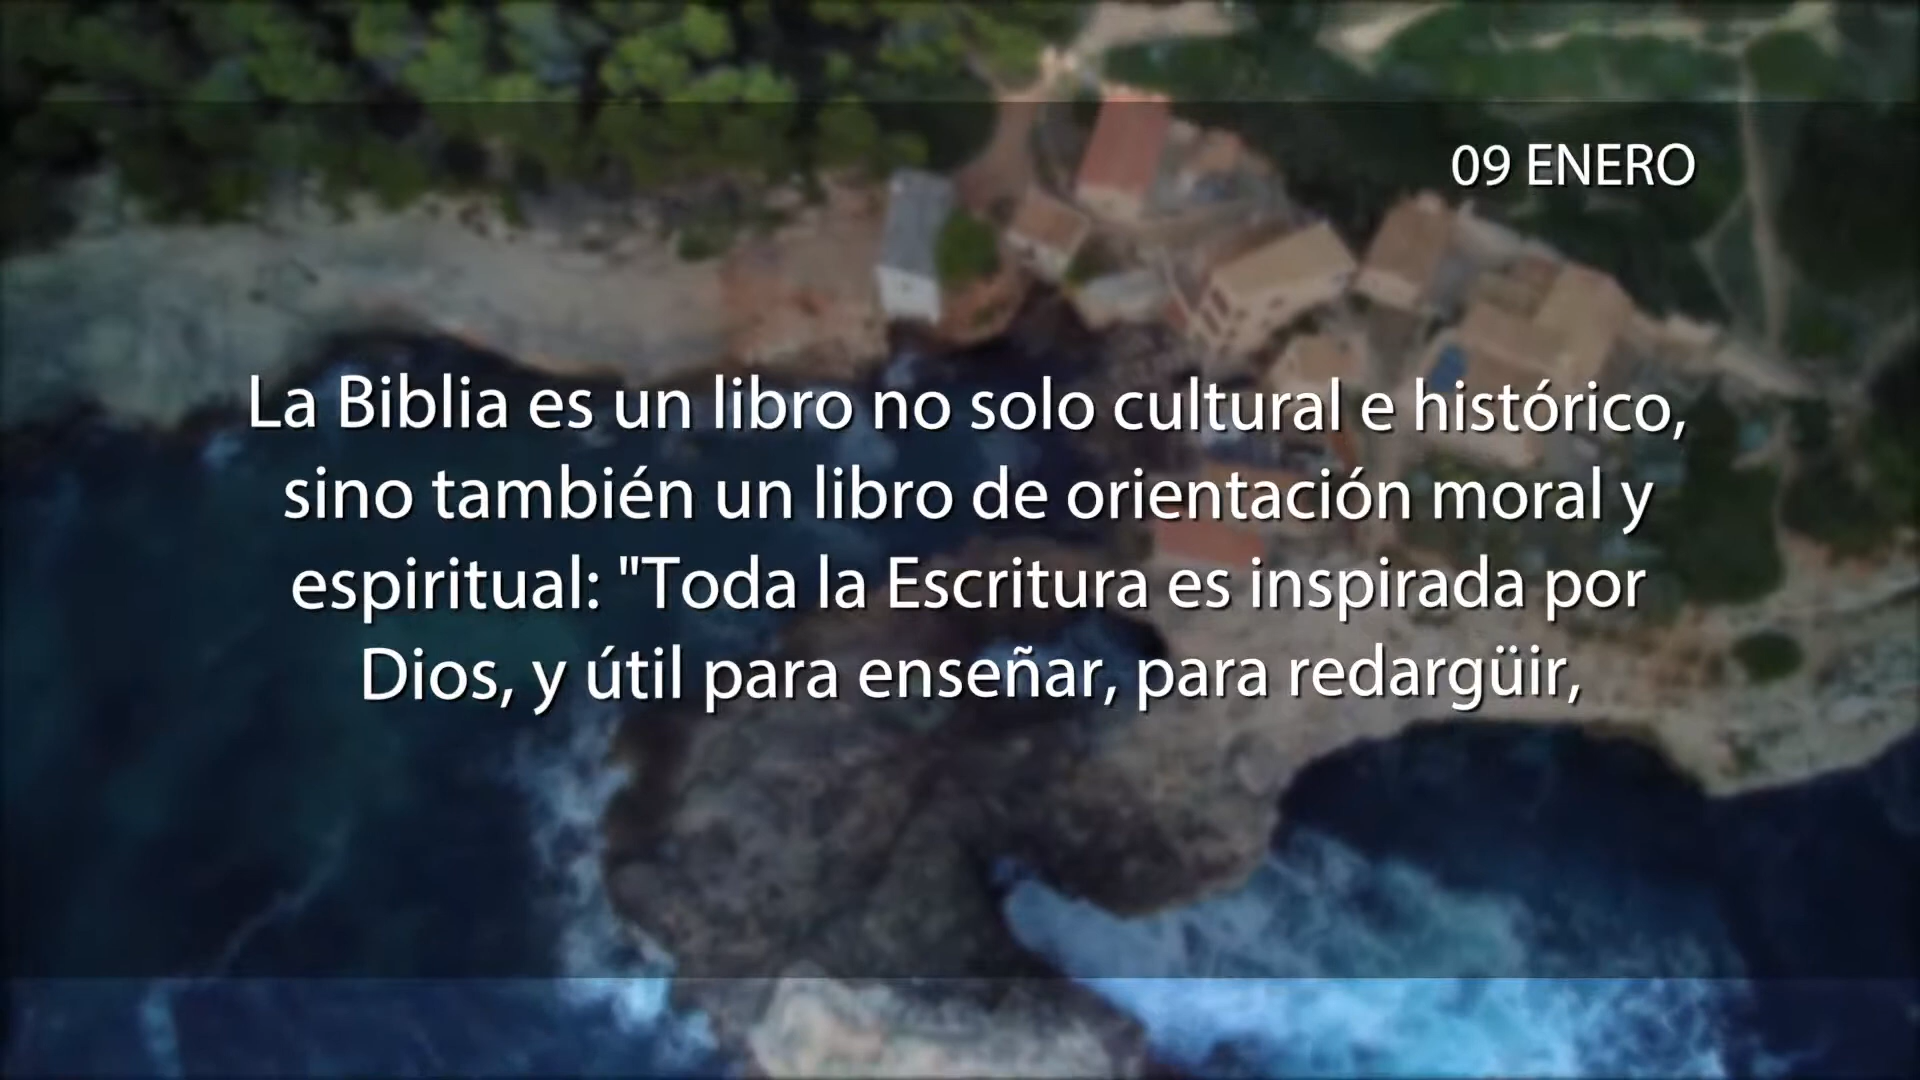 09 ENERO
La Biblia es un libro no solo cultural e histórico,
sino también un libro de orientación moral y
espiritual: "Toda la Escritura es inspirada por
Dios, y útil para enseñar, para redargüir,